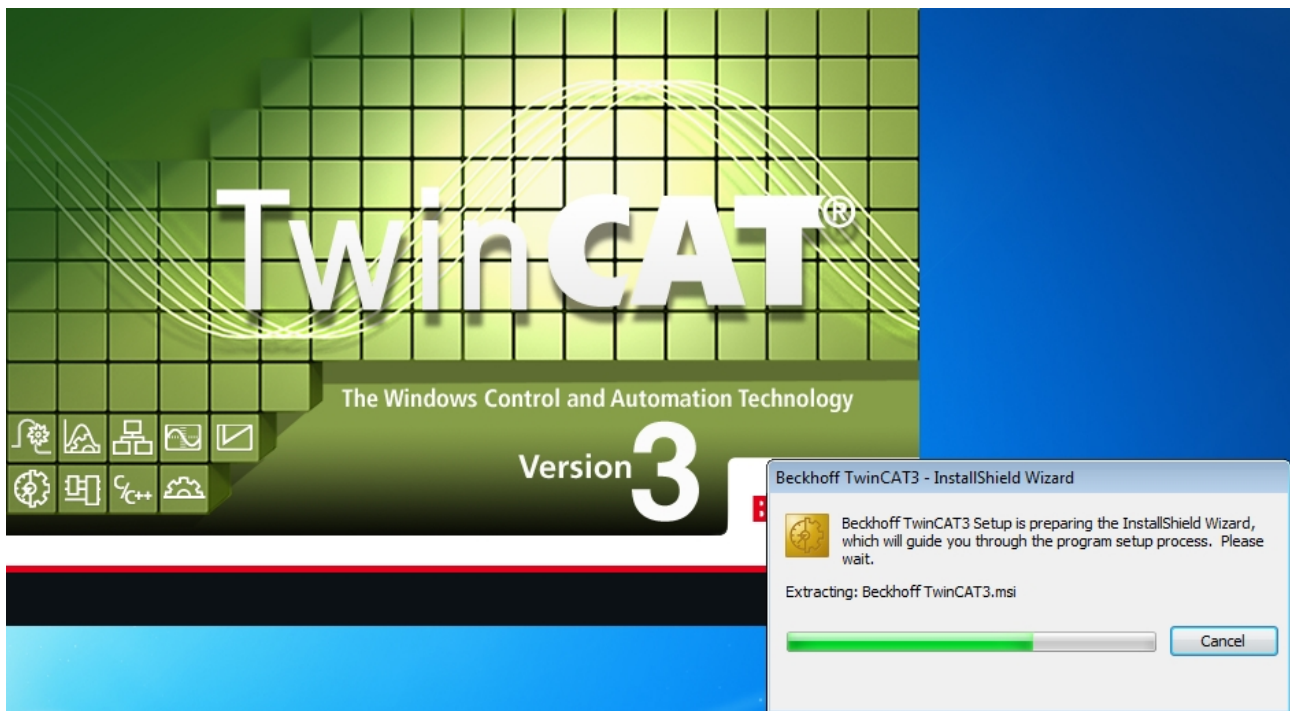 TwinCAT®
The Windows Control and Automation Technology
Version 3
C/C++
Beckhoff TwinCAT3 - InstallShield Wizard
Beckhoff TwinCAT3 Setup is preparing the InstallShield Wizard,
which will guide you through the program setup process. Please
wait.
Extracting: Beckhoff TwinCAT3.msi
Cancel